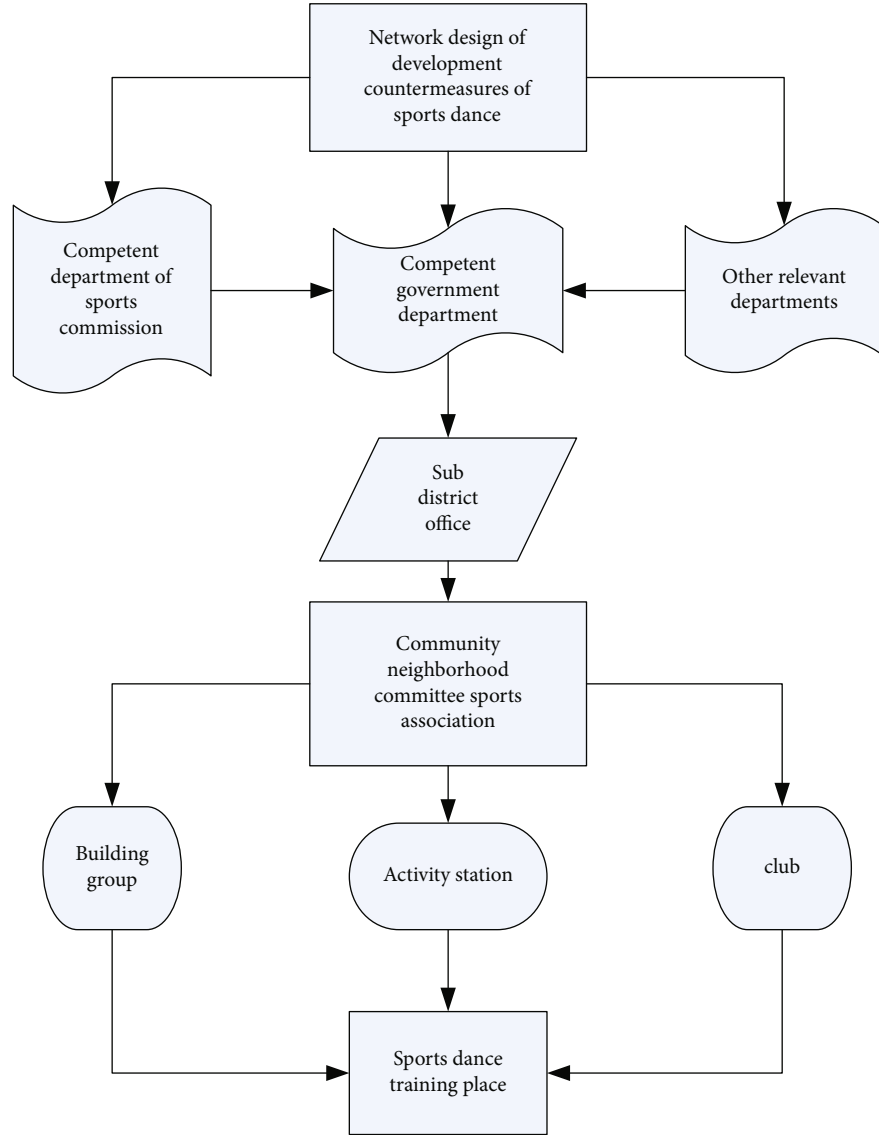 Network design of
development
countermeasures of
sports dance
Competent
department of
sports
commission
Competent
government
department
Other relevant
departments
Sub
district
office
Community
neighborhood
committee sports
association
Building
group
Activity station
club
Sports dance
training place